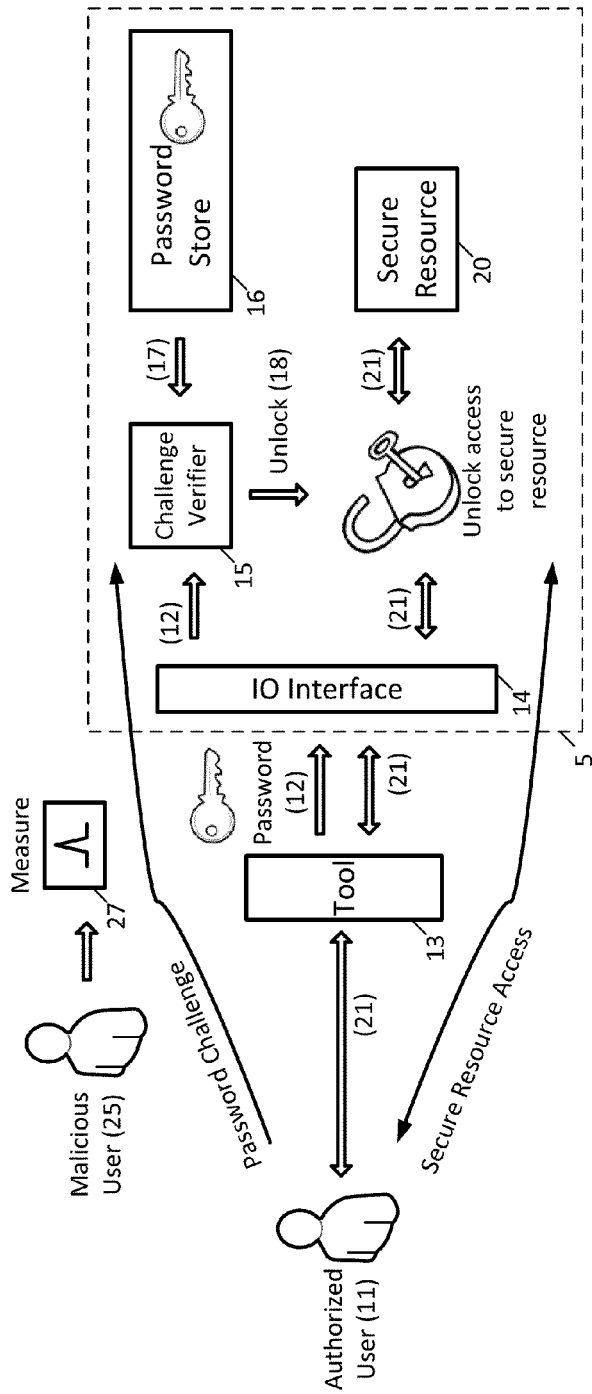 Malicious
User (25)
Measure
27
Authorized
User (11)
Password Challenge
Secure Resource Access
(21)
Tool
13
Password
(12)
(21)
5
IO Interface
14
(12)
(21)
Challenge
Verifier
15
(17)
Unlock (18)
Unlock access
to secure
resource
(21)
Password
Store
16
Secure
Resource
20